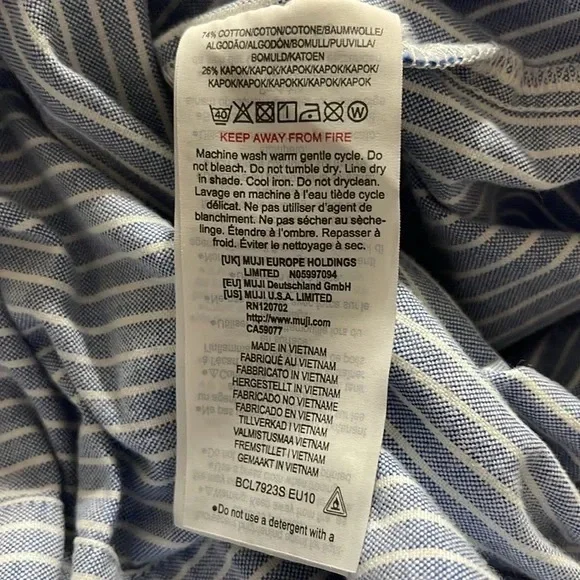 74% COTTON/COTON/COTONE/BAUMWOLLE/
ALGODÃO/ALGODÓN/BOMULL/PUUVILLA/
BOMULD/KATOEN
26% KAPOK/KAPOK/KAPOK/KAPOK/KAPOK/
KAPOK/KAPOK/KAPOKKI/KAPOK/KAPOK
40 W
KEEP AWAY FROM FIRE
Machine wash warm gentle cycle. Do
not bleach. Do not tumble dry. Line dry
in shade. Cool iron. Do not dryclean.
Lavage en machine à l'eau tiède cycle
délicat. Ne pas utiliser d'agent de
blanchiment. Ne pas sécher au sèche-
linge. Étendre à l'ombre. Repasser à
froid. Éviter le nettoyage à sec.
[UK] MUJI EUROPE HOLDINGS
LIMITED N05997094
[EU] MUJI Deutschland GmbH
[US] MUJI U.S.A. LIMITED
RN120702
http://www.muji.com
CA59077
MADE IN VIETNAM
FABRIQUÉ AU VIETNAM
FABBRICATO IN VIETNAM
HERGESTELLT IN VIETNAM
FABRICADO NO VIETNAME
FABRICADO EN VIETNAM
TILLVERKAD I VIETNAM
VALMISTUSMAA VIETNAM
FREMSTILLET I VIETNAM
GEMAAKT IN VIETNAM
BCL7923S EU10
●Do not use a detergent with a